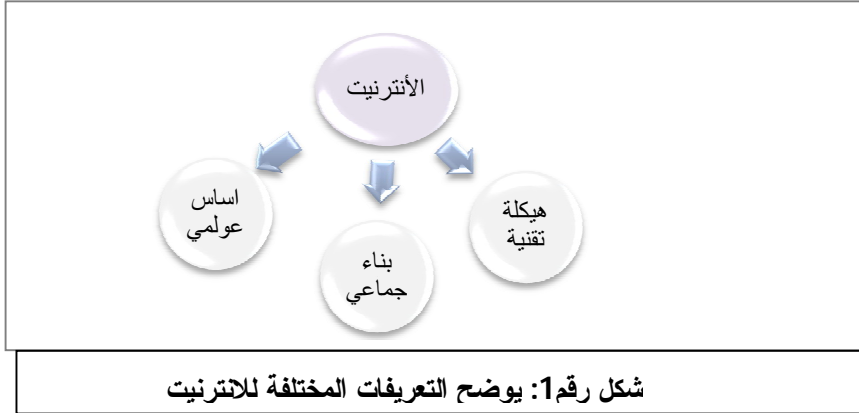 الأنترنيت
هيكلة
تقنية
بناء
جماعي
اساس
عولمي
شكل رقم1: يوضح التعريفات المختلفة للانترنيت